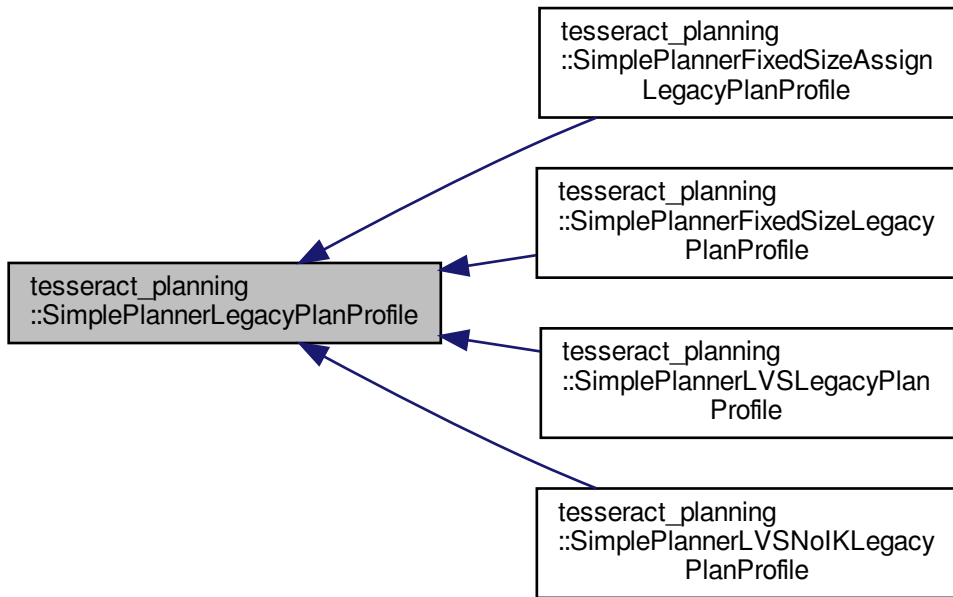 tesseract_planning
::SimplePlannerFixedSizeAssign
LegacyPlanProfile
tesseract_planning
::SimplePlannerFixedSizeLegacy
PlanProfile
tesseract_planning
::SimplePlannerLegacyPlanProfile
tesseract_planning
::SimplePlannerLVSLegacyPlan
Profile
tesseract_planning
::SimplePlannerLVSNoIKLegacy
PlanProfile